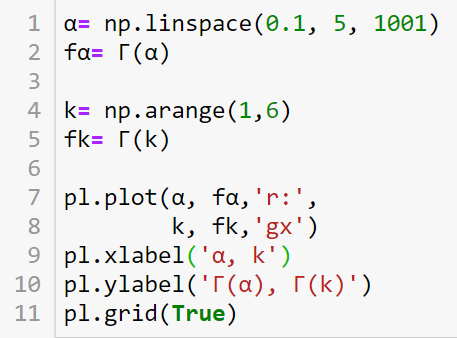 1 α= np.linspace(0.1, 5, 1001)
2 fα= Γ(α)
3
4 k= np.arange(1,6)
5 fk= Γ(k)
6
7 pl.plot(α, fα,'r:',
8         k, fk,'gx')
9 pl.xlabel('α, k')
10 pl.ylabel('Γ(α), Γ(k)')
11 pl.grid(True)